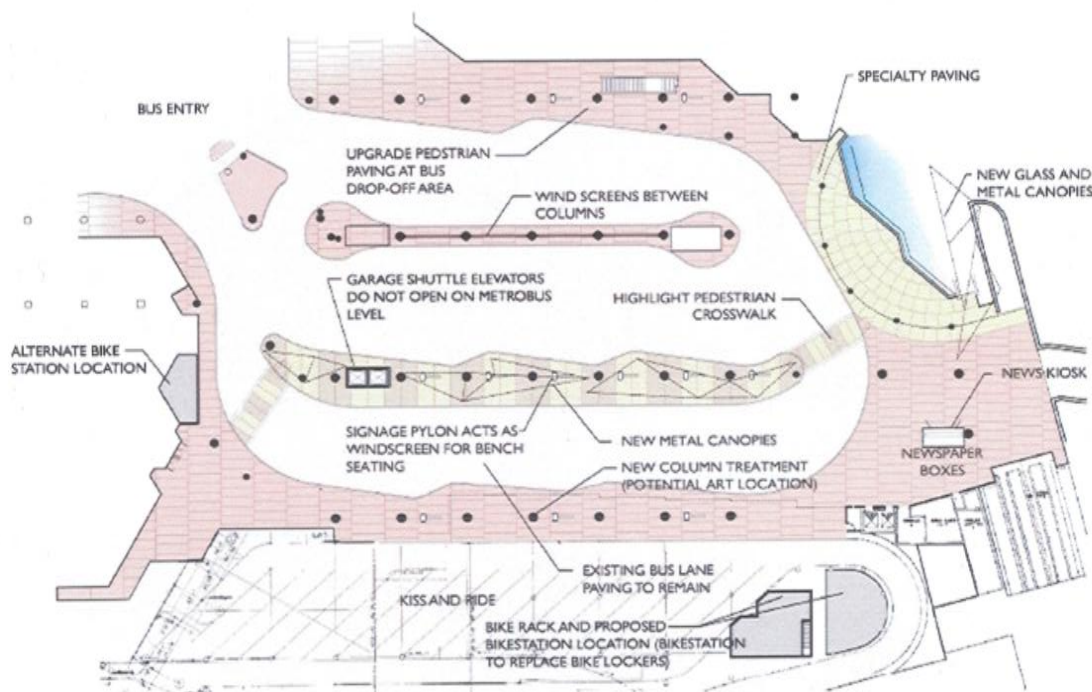 SPECIALTY PAVING
BUS ENTRY
UPGRADE PEDSTRIAN
PAVING AT BUS
DROP-OFF AREA
NEW GLASS AND
METAL CANOPIES
WIND SCREENS BETWEEN
COLUMNS
GARAGE SHUTTLE ELEVATORS
DO NOT OPEN ON METROBUS
LEVEL
HIGHLIGHT PEDESTRIAN
CROSSWALK
ALTERNATE BIKE
STATION LOCATION
NEWS KIOSK
SIGNAGE PYLON ACTS AS
WINDSCREEN FOR BENCH
SEATING
NEW METAL CANOPIES
NEWSPAPER
BOXES
NEW COLUMN TREATMENT
(POTENTIAL ART LOCATION)
EXISTING BUS LANE
PAVING TO REMAIN
KISS AND RIDE
BIKE RACK AND PROPOSED
BIKESTATION LOCATION (BIKESTATION
TO REPLACE BIKE LOCKERS)